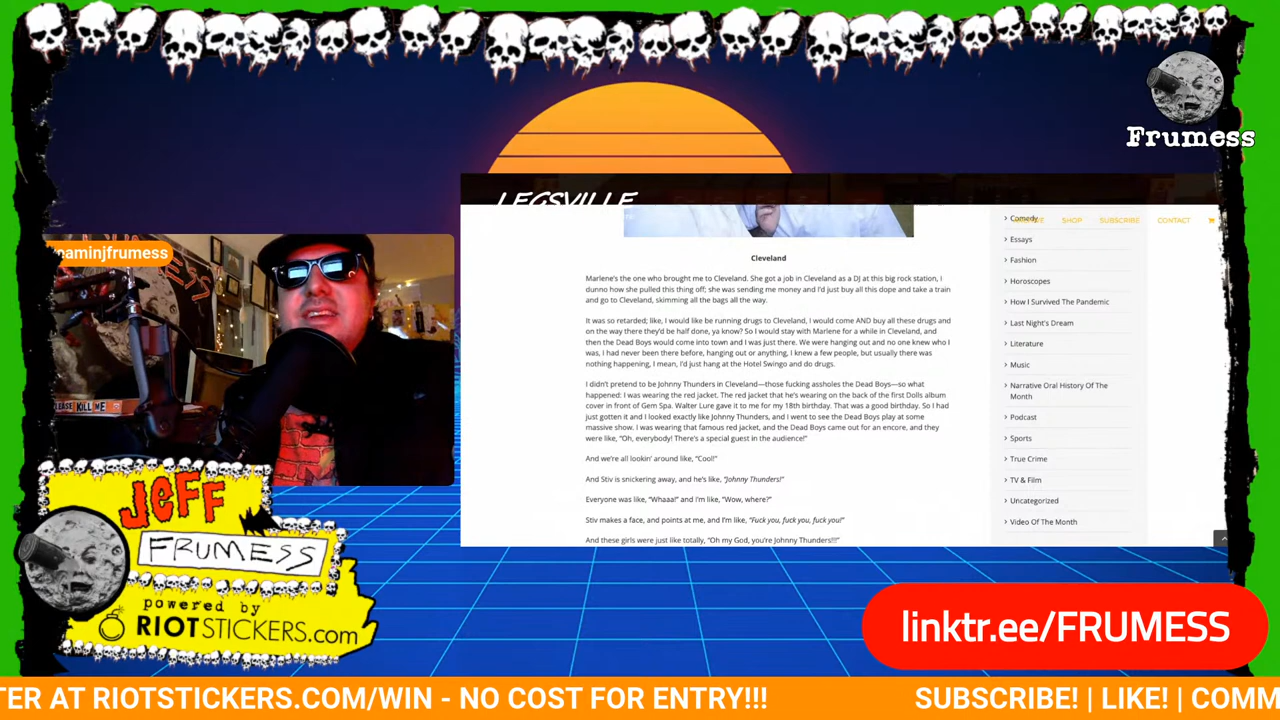 Frumess
LEGSVILLE
SHOP
SUBSCRIBE
CONTACT
Comedy
Essays
Fashion
Horoscopes
How I Survived The Pandemic
Last Night's Dream
Literature
Music
Narrative Oral History Of The
Month
Podcast
Sports
True Crime
TV & Film
Uncategorized
Video Of The Month
Cleveland
Marlene's the one who brought me to Cleveland. She got a job in Cleveland as a DJ at this big rock station, I
dunno how she pulled this thing off; she was sending me money and I'd just buy all this dope and take a train
and go to Cleveland, skimming all the bags all the way.
It was so retarded; like, I would like be running drugs to Cleveland, I would come AND buy all these drugs and
on the way there they'd be half done, ya know? So I would stay with Marlene for a while in Cleveland, and
then the Dead Boys would come into town and I was just there. We were hanging out and no one knew who I
was, I had never been there before, hanging out or anything, I knew a few people, but usually there was
nothing happening, I mean, I'd just hang at the Hotel Swingo and do drugs.
I didn't pretend to be Johnny Thunders in Cleveland—those fucking assholes the Dead Boys—so what
happened: I was wearing the red jacket. The red jacket that he's wearing on the back of the first Dolls album
cover in front of Gem Spa. Walter Lure gave it to me for my 18th birthday. That was a good birthday. So I had
just gotten it and I looked exactly like Johnny Thunders, and I went to see the Dead Boys play at some
massive show. I was wearing that famous red jacket, and the Dead Boys came out for an encore, and they
were like, "Oh, everybody! There's a special guest in the audience!"
And we're all lookin' around like, "Cool!"
And Stiv is snickering away, and he's like, "Johnny Thunders!"
Everyone was like, "Whaaa!" and i'm like, "Wow, where?"
Stiv makes a face, and points at me, and I'm like, "Fuck you, fuck you, fuck you!"
And these girls were just like totally, "Oh my God, you're Johnny Thunders!!!"
eaminjfrumess
LEASE KILL ME
JEFF
FRUMESS
powered by
RIOTSTICKERS.com
linktr.ee/FRUMESS
TER AT RIOTSTICKERS.COM/WIN - NO COST FOR ENTRY!!! SUBSCRIBE! | LIKE! | COMM